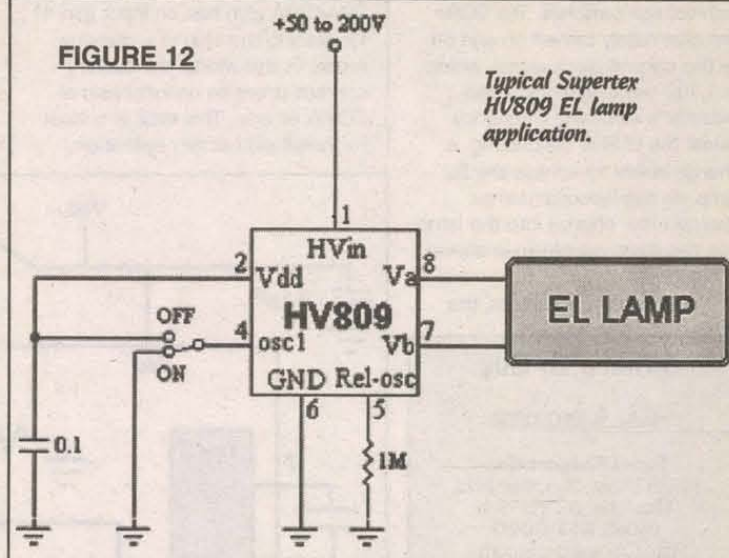 +50 to 200V
FIGURE 12
Typical Supertex
HV809 EL lamp
application.
1
HVin
2
Vdd
Va
8
HV809
EL LAMP
OFF
4
osc1
Vb
7
ON
GND
Rel-osc
6
5
0.1
1M